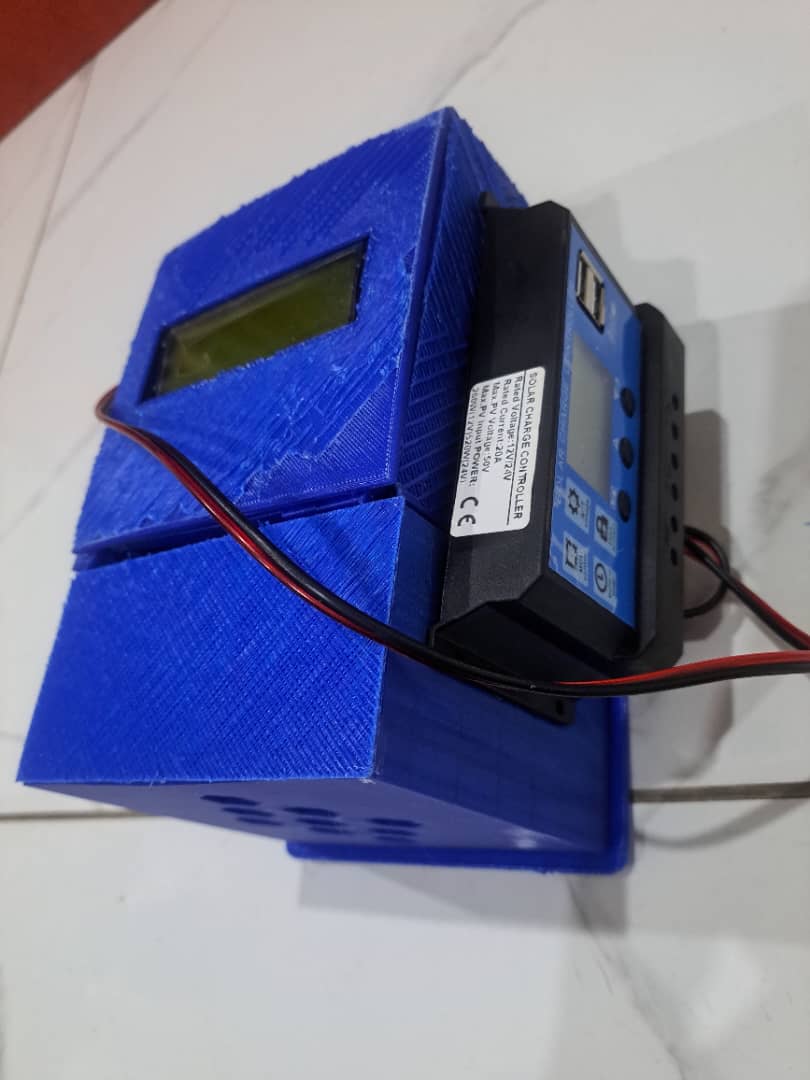 SOLAR CHARGE CONTROLLER
Rated Voltage:12V/24V
Rated Current:20A
Max.PV Voltage:50V
Max.PV Input POWER:
260W(12V)520W(24V)
CE